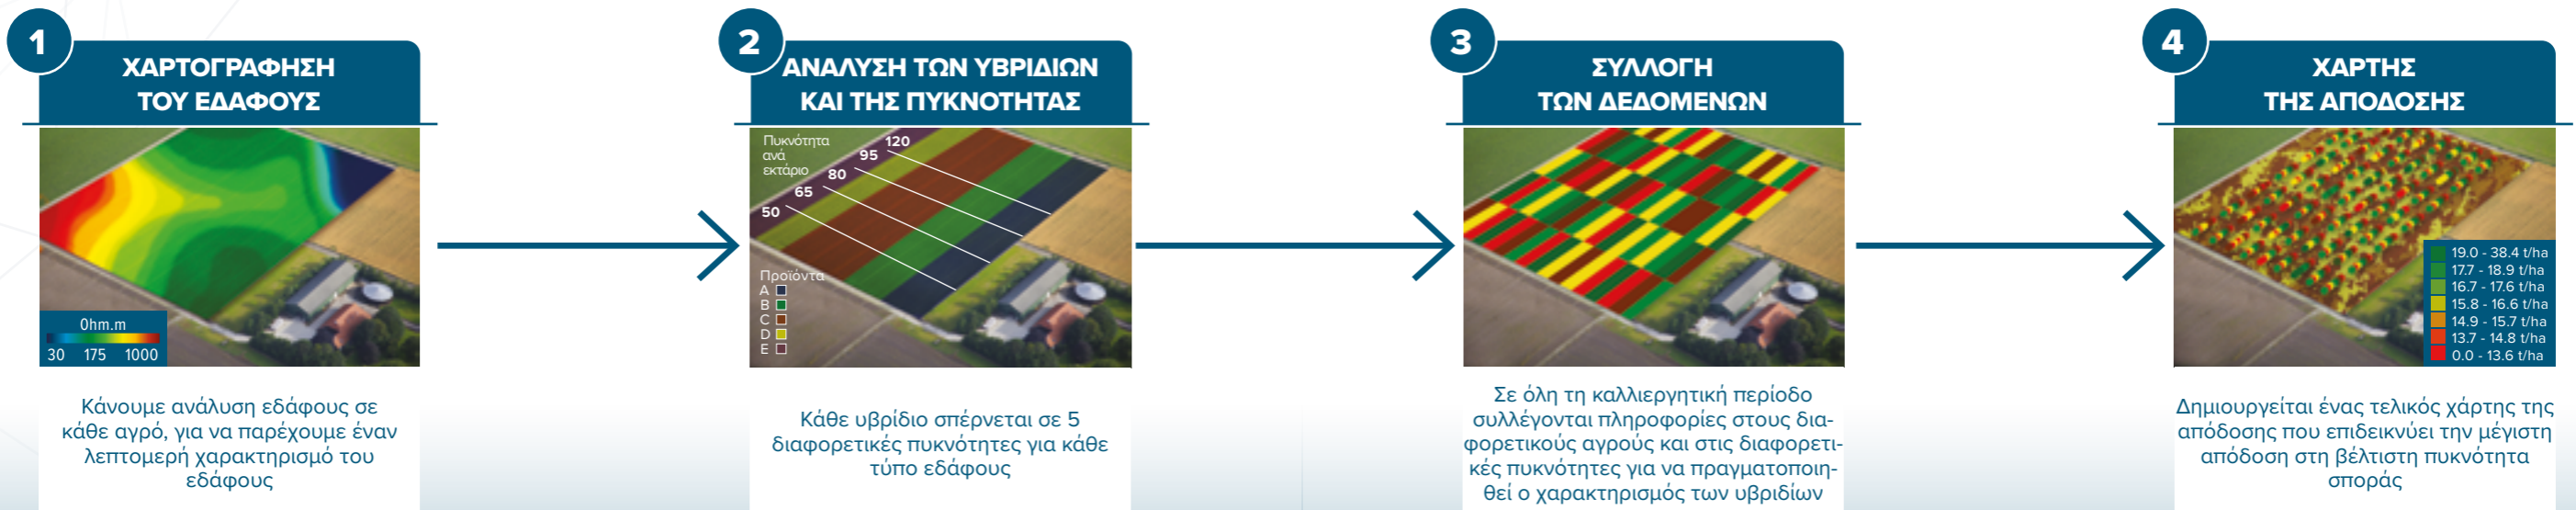 1
ΧΑΡΤΟΓΡΑΦΗΣΗ
ΤΟΥ ΕΔΑΦΟΥΣ
Ohm.m
30 175 1000
Κάνουμε ανάλυση εδάφους σε
κάθε αγρό, για να παρέχουμε έναν
λεπτομερή χαρακτηρισμό του
εδάφους
2
ΑΝΑΛΥΣΗ ΤΩΝ ΥΒΡΙΔΙΩΝ
ΚΑΙ ΤΗΣ ΠΥΚΝΟΤΗΤΑΣ
Πυκνότητα
ανά
εκτάριο
120
95
80
65
50
Προϊόντα
A
B
C
D
E
Κάθε υβρίδιο σπέρνεται σε 5
διαφορετικές πυκνότητες για κάθε
τύπο εδάφους
3
ΣΥΛΛΟΓΗ
ΤΩΝ ΔΕΔΟΜΕΝΩΝ
Σε όλη τη καλλιεργητική περίοδο
συλλέγονται πληροφορίες στους δια-
φορετικούς αγρούς και στις διαφορετι-
κές πυκνότητες για να πραγματοποιη-
θεί ο χαρακτηρισμός των υβριδίων
4
ΧΑΡΤΗΣ
ΤΗΣ ΑΠΟΔΟΣΗΣ
19.0 - 38.4 t/ha
17.7 - 18.9 t/ha
16.7 - 17.6 t/ha
15.8 - 16.6 t/ha
14.9 - 15.7 t/ha
13.7 - 14.8 t/ha
0.0 - 13.6 t/ha
Δημιουργείται ένας τελικός χάρτης της
απόδοσης που επιδεικνύει την μέγιστη
απόδοση στη βέλτιστη πυκνότητα
σποράς